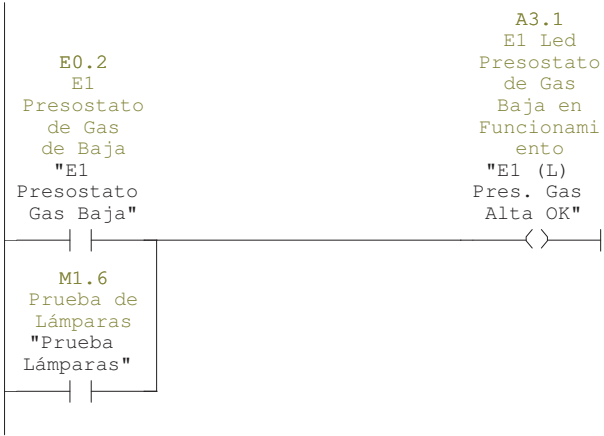 E0.2
E1
Presostato
de Gas
de Baja
"E1
Presostato
Gas Baja"
A3.1
E1 Led
Presostato
de Gas
Baja en
Funcionami
ento
"E1 (L)
Pres. Gas
Alta OK"
M1.6
Prueba de
Lámparas
"Prueba
Lámparas"